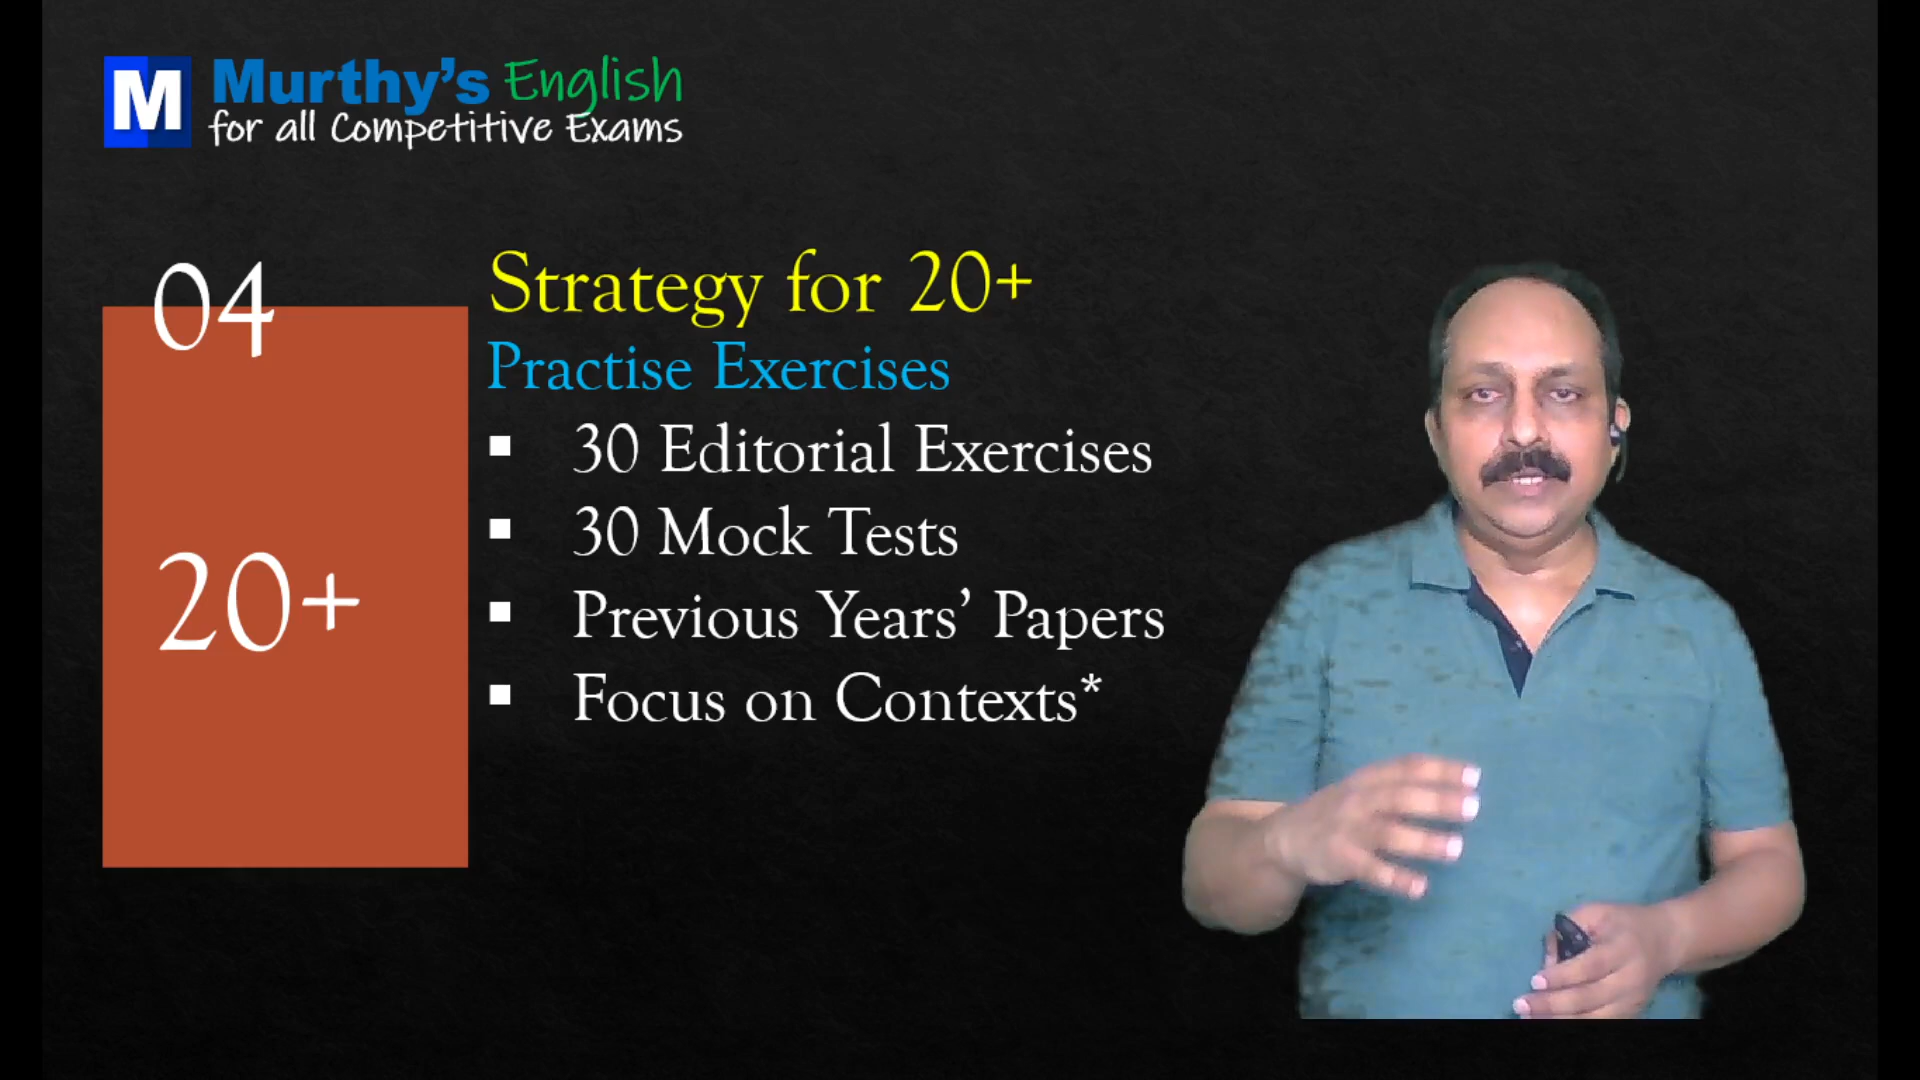 M
Murthy’s English
for all Competitive Exams
04
20+
Strategy for 20+
Practise Exercises
▪ 30 Editorial Exercises
▪ 30 Mock Tests
▪ Previous Years’ Papers
▪ Focus on Contexts*